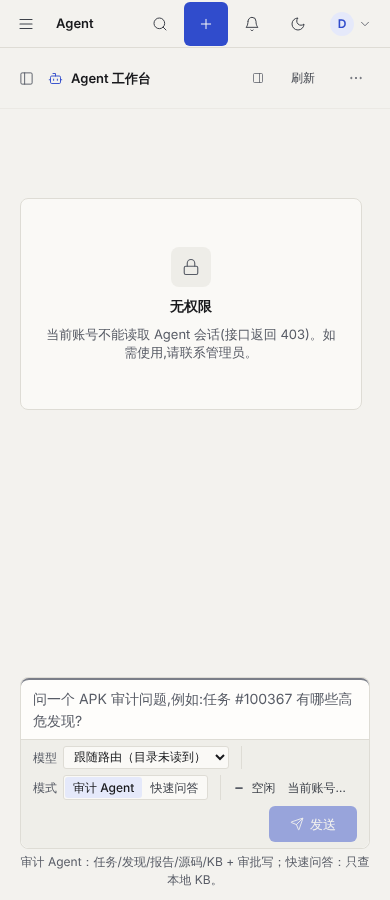 Agent
D
Agent 工作台
刷新
无权限
当前账号不能读取 Agent 会话(接口返回 403)。如
需使用,请联系管理员。
问一个 APK 审计问题,例如:任务 #100367 有哪些高
危发现?
模型 跟随路由（目录未读到）
模式 审计 Agent 快速问答 空闲 当前账号...
发送
审计 Agent：任务/发现/报告/源码/KB + 审批写；快速问答：只查
本地 KB。